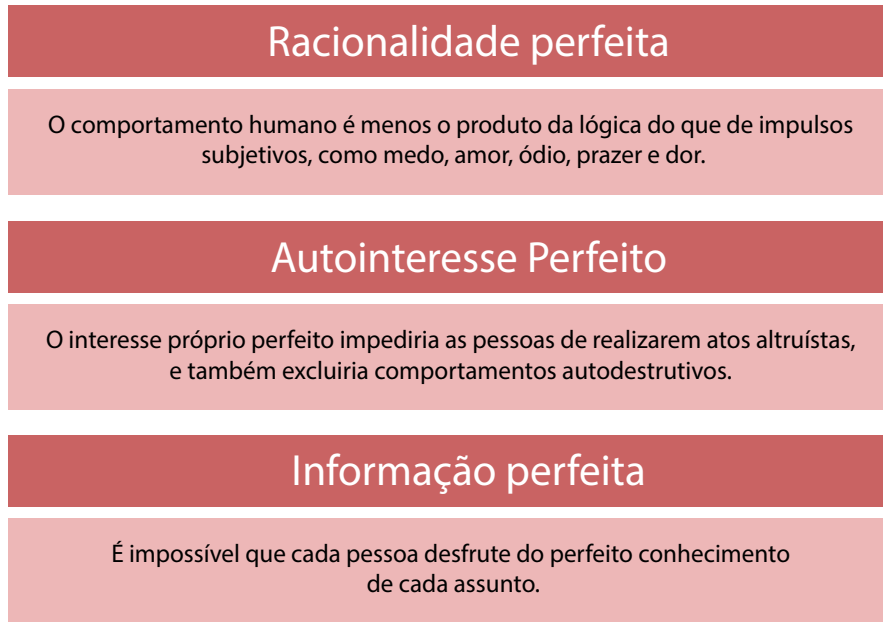 Racionalidade perfeita
O comportamento humano é menos o produto da lógica do que de impulsos
subjetivos, como medo, amor, ódio, prazer e dor.
Autointeresse Perfeito
O interesse próprio perfeito impediria as pessoas de realizarem atos altruístas,
e também excluiria comportamentos autodestrutivos.
Informação perfeita
É impossível que cada pessoa desfrute do perfeito conhecimento
de cada assunto.